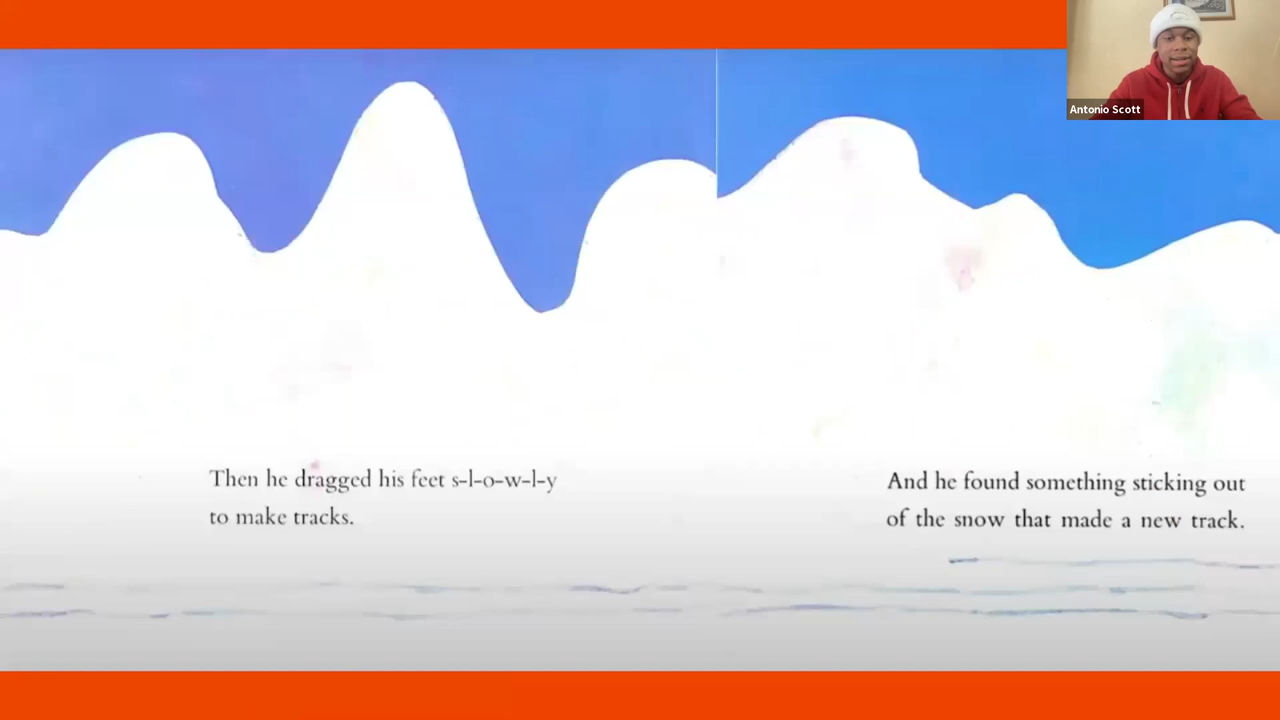 Antonio Scott
Then he dragged his feet s-l-o-w-l-y
to make tracks.
And he found something sticking out
of the snow that made a new track.